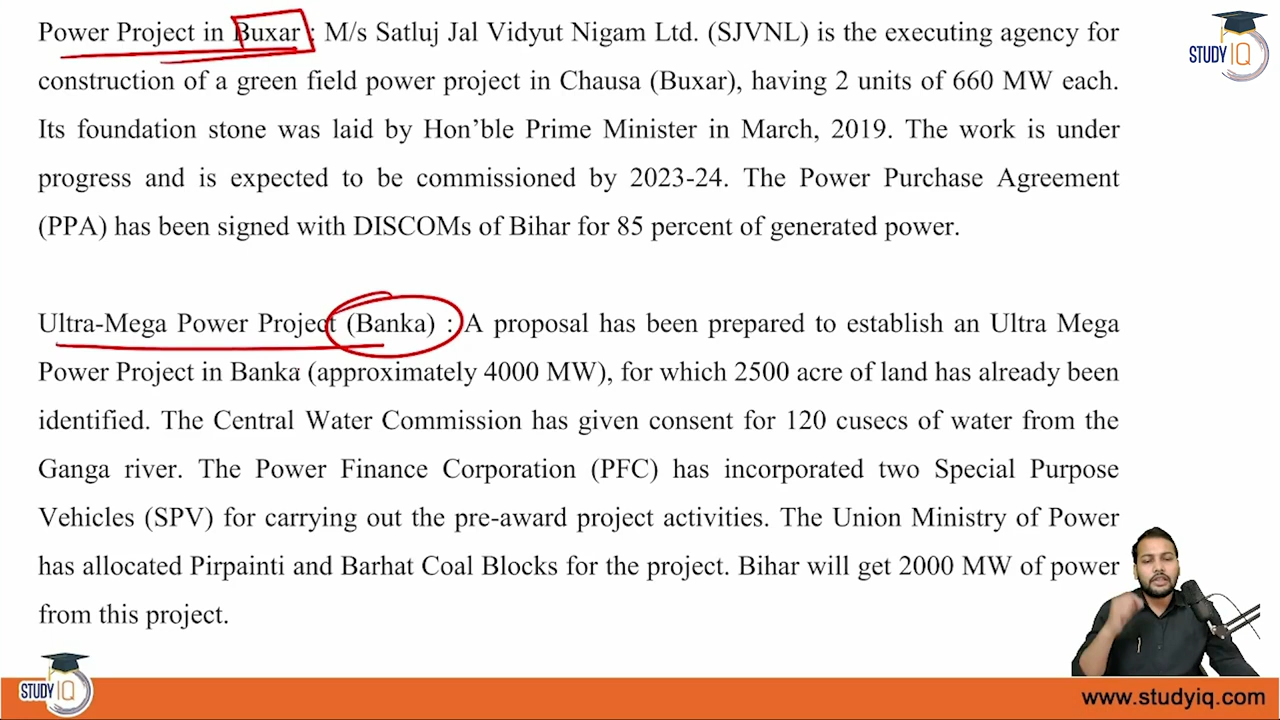 Power Project in Buxar : M/s Satluj Jal Vidyut Nigam Ltd. (SJVNL) is the executing agency for
construction of a green field power project in Chausa (Buxar), having 2 units of 660 MW each.
Its foundation stone was laid by Hon’ble Prime Minister in March, 2019. The work is under
progress and is expected to be commissioned by 2023-24. The Power Purchase Agreement
(PPA) has been signed with DISCOMs of Bihar for 85 percent of generated power.
Ultra-Mega Power Project (Banka) : A proposal has been prepared to establish an Ultra Mega
Power Project in Banka (approximately 4000 MW), for which 2500 acre of land has already been
identified. The Central Water Commission has given consent for 120 cusecs of water from the
Ganga river. The Power Finance Corporation (PFC) has incorporated two Special Purpose
Vehicles (SPV) for carrying out the pre-award project activities. The Union Ministry of Power
has allocated Pirpainti and Barhat Coal Blocks for the project. Bihar will get 2000 MW of power
from this project.
STUDY IQ
STUDY IQ
www.studyiq.com